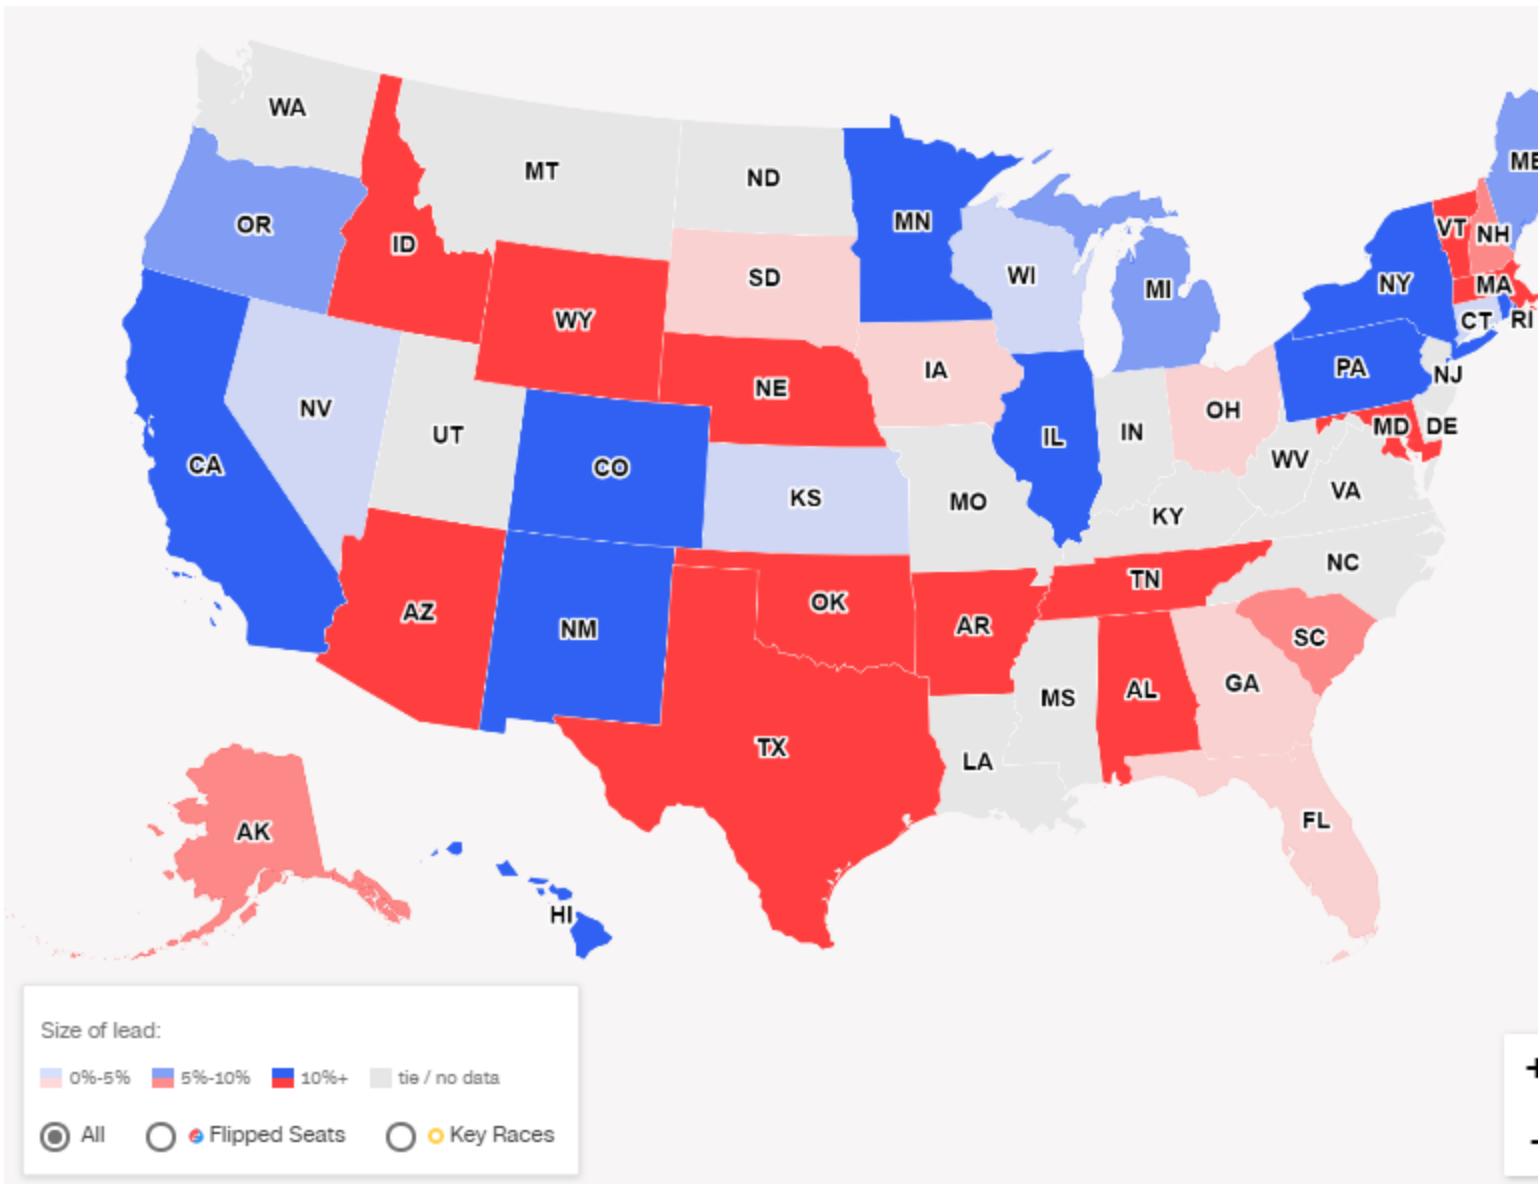 WA
MT
ND
MN
ME
OR
ID
SD
WI
MI
VT
NH
NY
MA
WY
CT
RI
IA
NE
PA
NJ
NV
UT
CO
IL
IN
OH
MD
DE
CA
KS
MO
WV
VA
KY
NC
AZ
NM
OK
AR
TN
SC
TX
LA
MS
AL
GA
FL
AK
HI
Size of lead:
0%-5% 5%-10% 10%+ tie / no data
All Flipped Seats Key Races
+
-